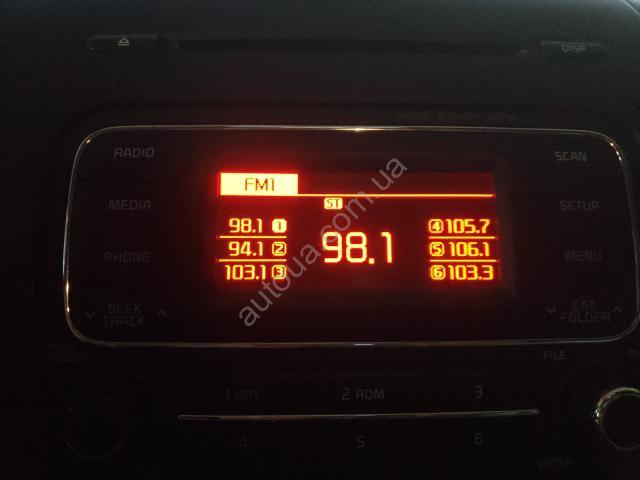 DISP
RADIO
SCAN
FM1
ST
MEDIA
SETUP
98.1 1
94.1 2
103.1 3
98.1
4 105.7
5 106.1
6 103.3
PHONE
MENU
SEEK
TRACK
CAT
FOLDER
POWER
FILE
1 RPT
2 RDM
3
4
5
6
ENTER
autoua.com.ua